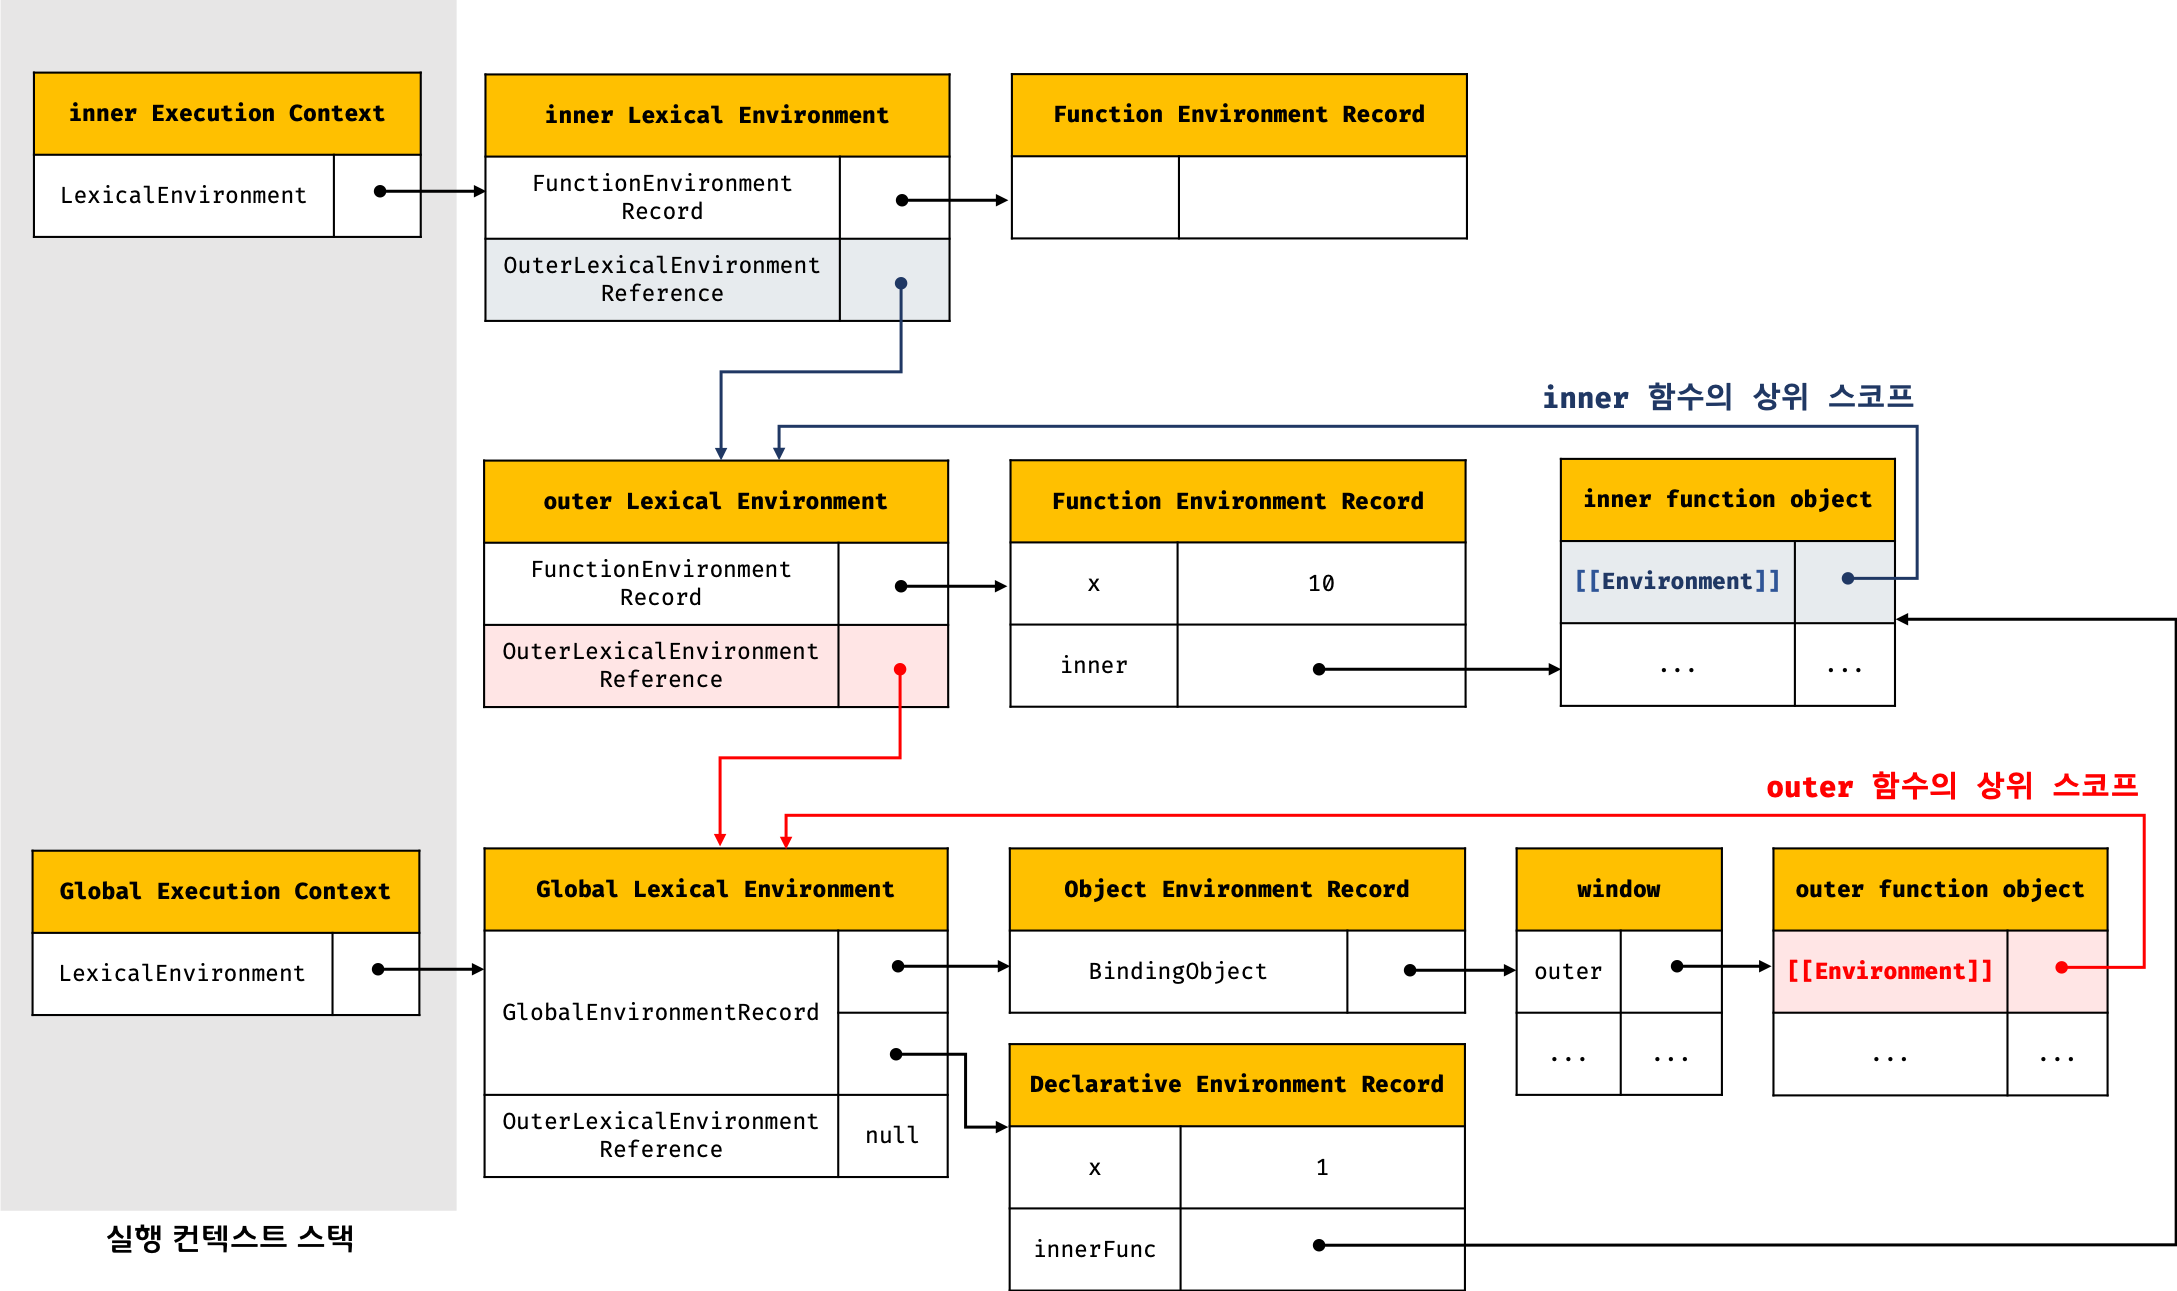 inner Execution Context
LexicalEnvironment
inner Lexical Environment
FunctionEnvironment
Record
OuterLexicalEnvironment
Reference
Function Environment Record
inner 함수의 상위 스코프
outer Lexical Environment
FunctionEnvironment
Record
OuterLexicalEnvironment
Reference
Function Environment Record
x 10
inner
inner function object
[[Environment]]
... ...
outer 함수의 상위 스코프
Global Execution Context
LexicalEnvironment
Global Lexical Environment
GlobalEnvironmentRecord
OuterLexicalEnvironment
Reference
null
Object Environment Record
BindingObject
window
outer
... ...
outer function object
[[Environment]]
... ...
Declarative Environment Record
x 1
innerFunc
실행 컨텍스트 스택